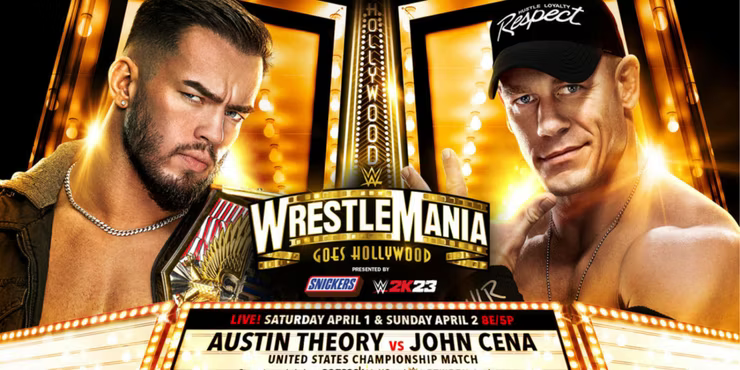 HUSTLE LOYALTY
Respect
HOLLYWOOD
W
WRESTLEMANIA
GOES HOLLYWOOD
PRESENTED BY
SNICKERS W 2K23
LIVE! SATURDAY APRIL 1 & SUNDAY APRIL 2 8E/5P
AUSTIN THEORY VS JOHN CENA
UNITED STATES CHAMPIONSHIP MATCH